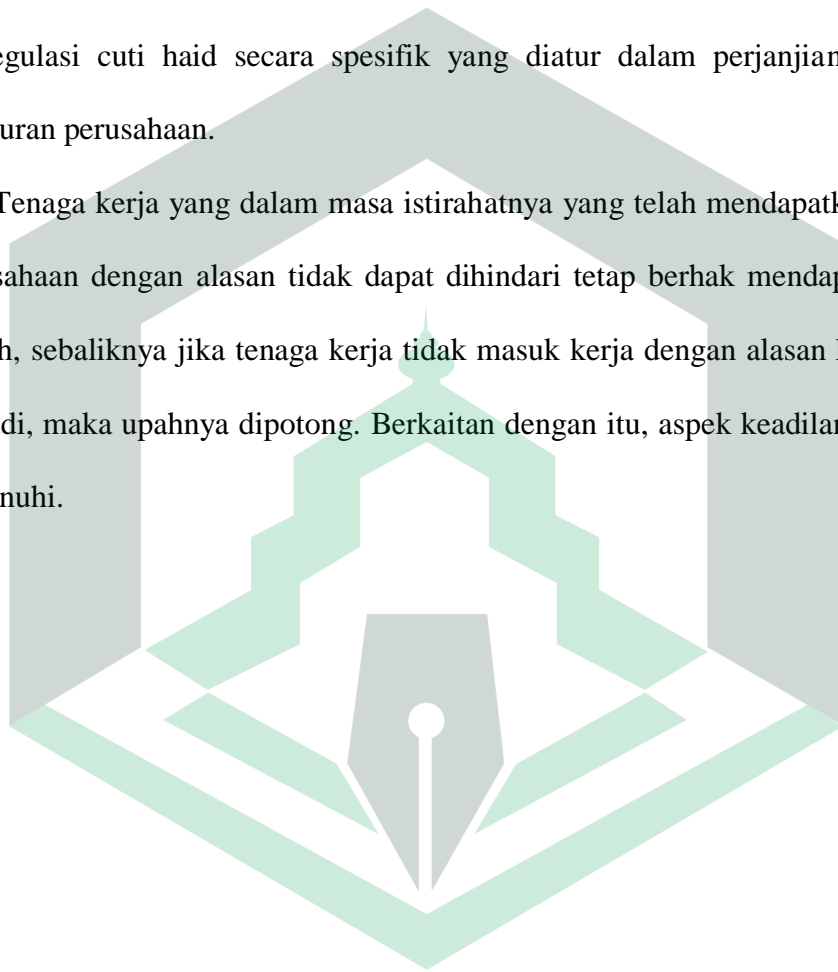 egulasi cuti haid secara spesifik yang diatur dalam perjanjian
uran perusahaan.
Tenaga kerja yang dalam masa istirahatnya yang telah mendapatk
sahaan dengan alasan tidak dapat dihindari tetap berhak mendap
h, sebaliknya jika tenaga kerja tidak masuk kerja dengan alasan
di, maka upahnya dipotong. Berkaitan dengan itu, aspek keadilan
nuhi.